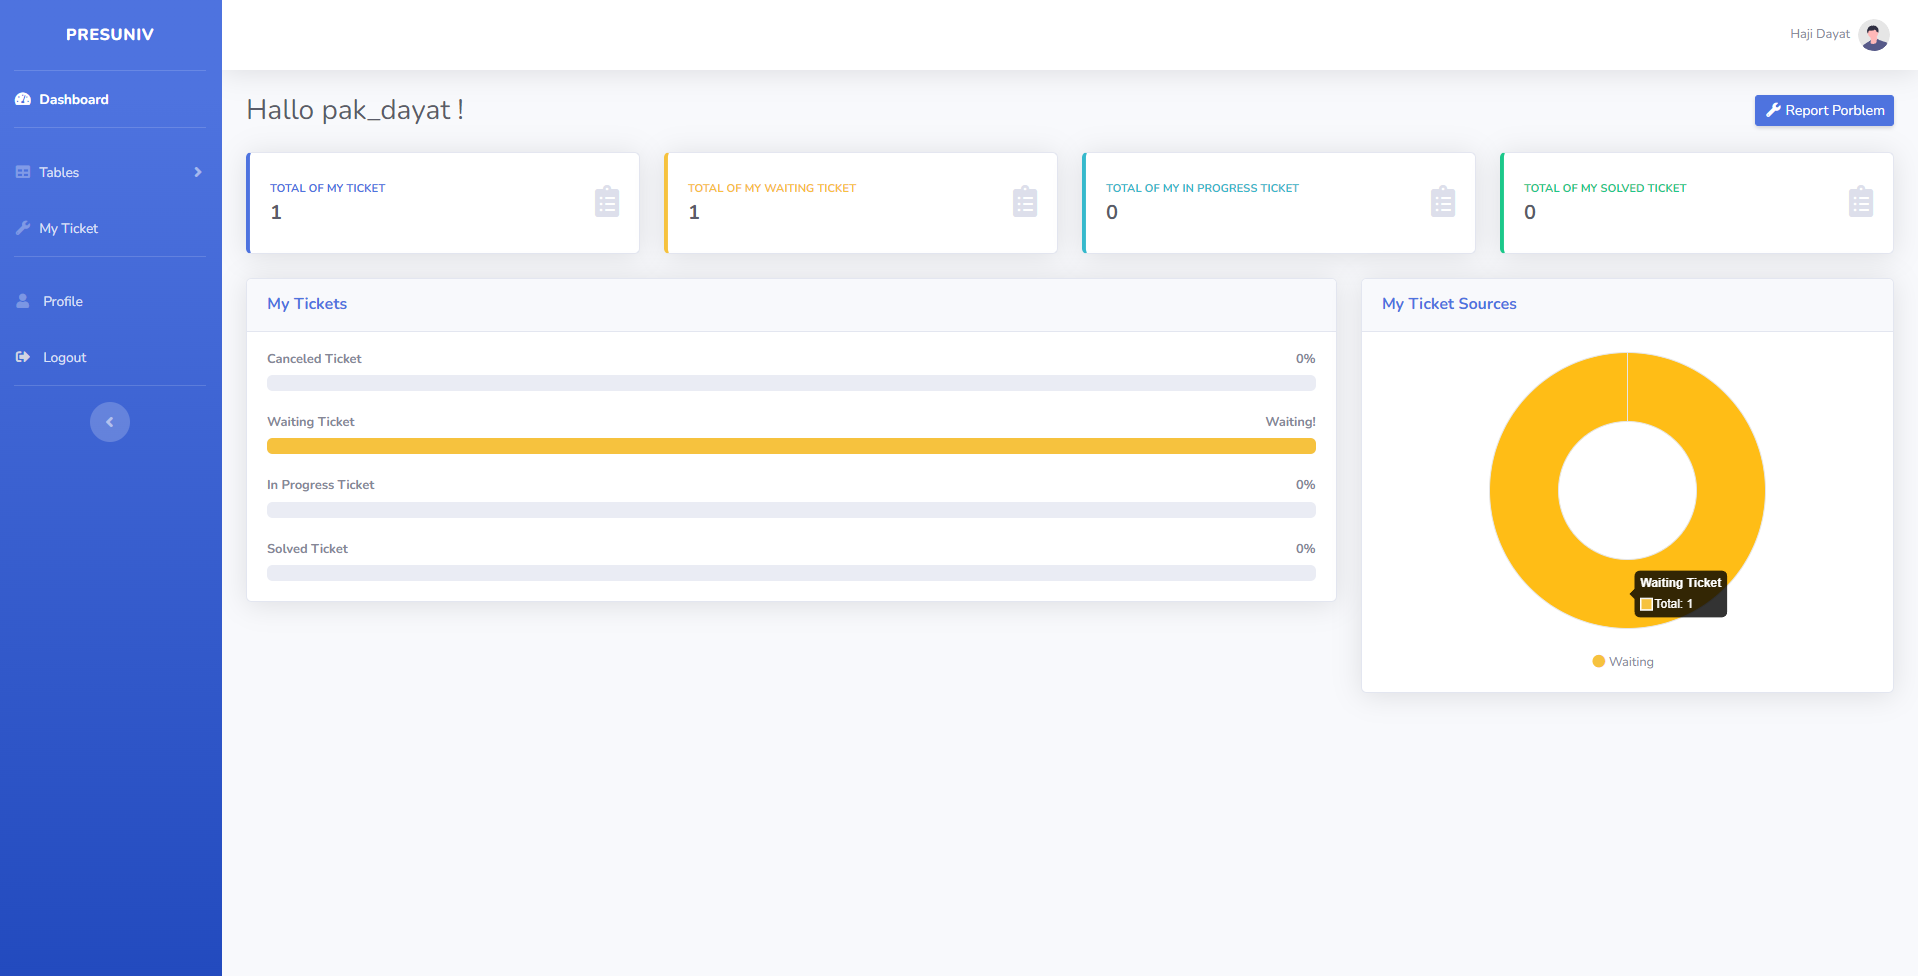 PRESUNIV
Haji Dayat
Dashboard
Tables
My Ticket
Profile
Logout
Hallo pak_dayat !
Report Porblem
TOTAL OF MY TICKET
1
TOTAL OF MY WAITING TICKET
1
TOTAL OF MY IN PROGRESS TICKET
0
TOTAL OF MY SOLVED TICKET
0
My Tickets
Canceled Ticket 0%
Waiting Ticket Waiting!
In Progress Ticket 0%
Solved Ticket 0%
My Ticket Sources
Waiting Ticket
Total: 1
Waiting